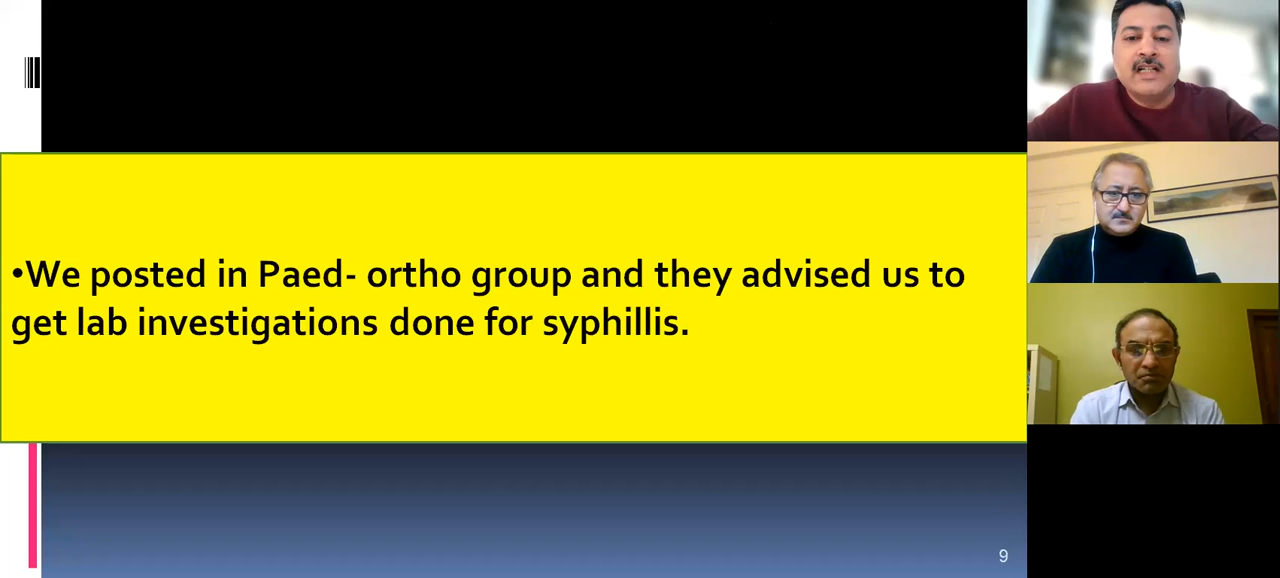 •We posted in Paed- ortho group and they advised us to
get lab investigations done for syphillis.
9